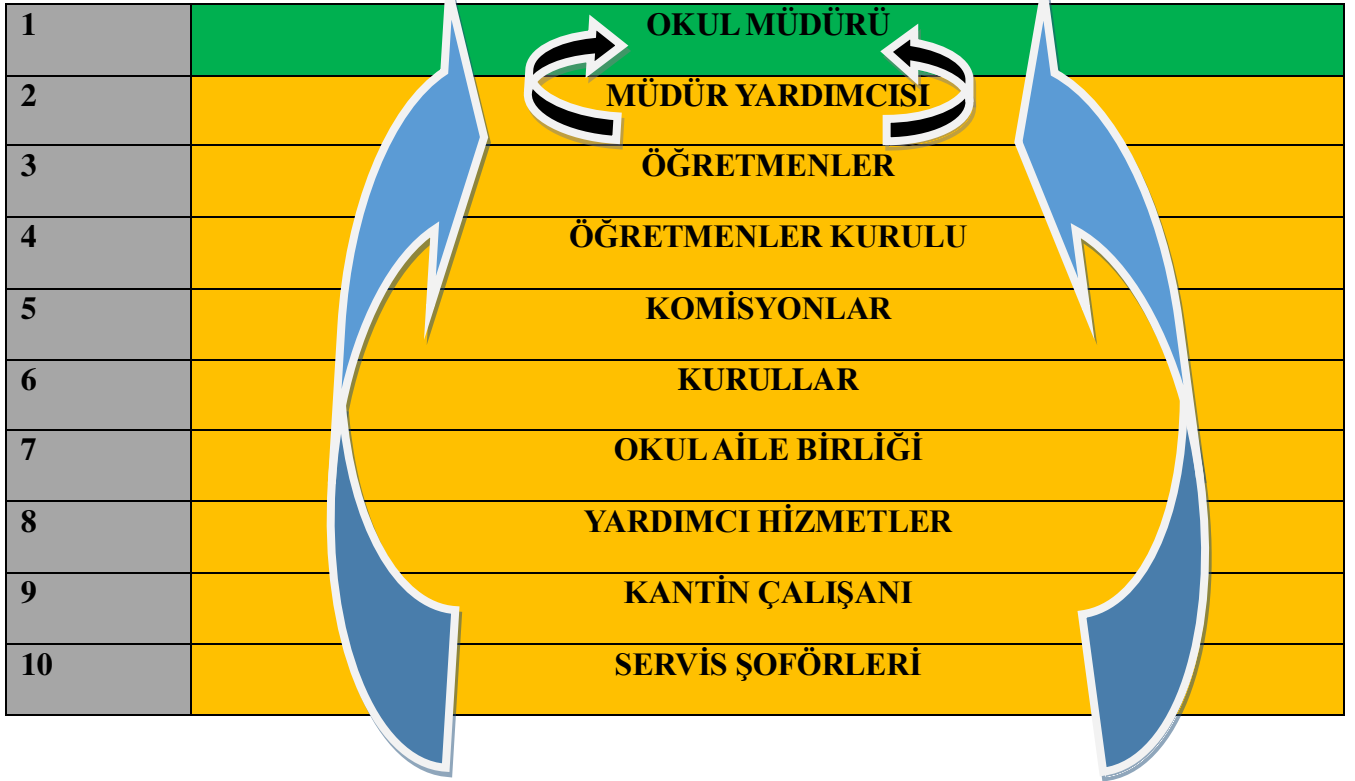 1 OKUL MÜDÜRÜ
2 MÜDÜR YARDIMCISI
3 ÖĞRETMENLER
4 ÖĞRETMENLER KURULU
5 KOMİSYONLAR
6 KURULLAR
7 OKUL AİLE BİRLİĞİ
8 YARDIMCI HİZMETLER
9 KANTİN ÇALIŞANI
10 SERVİS ŞOFÖRLERİ